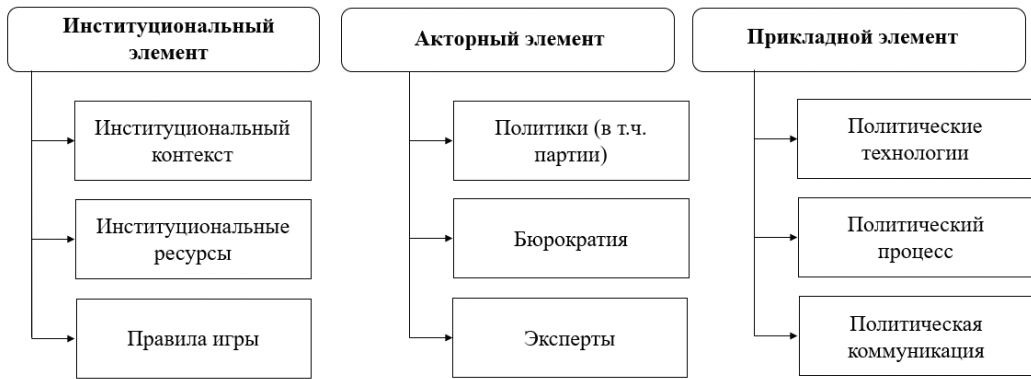 Институциональный
элемент
Институциональный
контекст
Институциональные
ресурсы
Правила игры
Акторный элемент
Политики (в т.ч.
партии)
Бюрократия
Эксперты
Прикладной элемент
Политические
технологии
Политический
процесс
Политическая
коммуникация